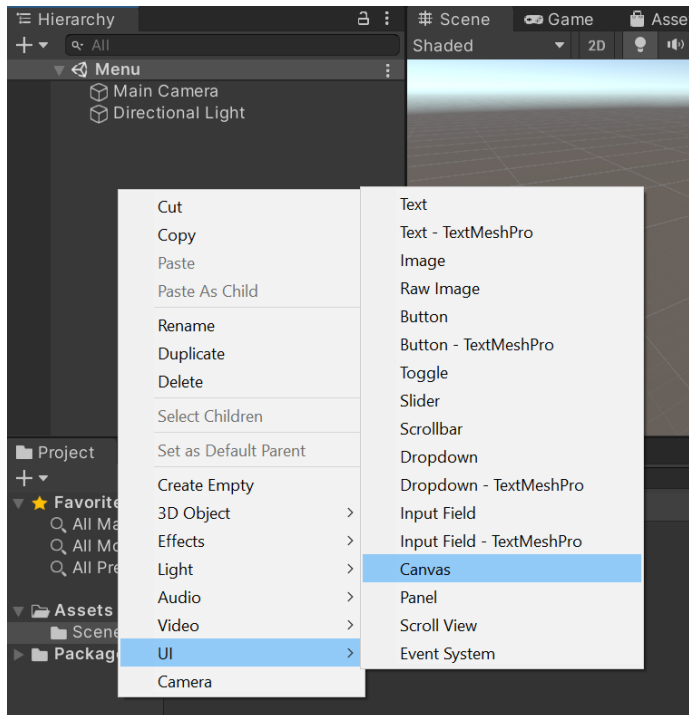 Hierarchy
All
Menu
Main Camera
Directional Light
Scene
Game
Asse
Shaded
2D
Cut
Copy
Paste
Paste As Child
Rename
Duplicate
Delete
Select Children
Set as Default Parent
Create Empty
3D Object
Effects
Light
Audio
Video
UI
Camera
Text
Text - TextMeshPro
Image
Raw Image
Button
Button - TextMeshPro
Toggle
Slider
Scrollbar
Dropdown
Dropdown - TextMeshPro
Input Field
Input Field - TextMeshPro
Canvas
Panel
Scroll View
Event System
Project
Favorite
All Ma
All Mo
All Pre
Assets
Scene
Packag